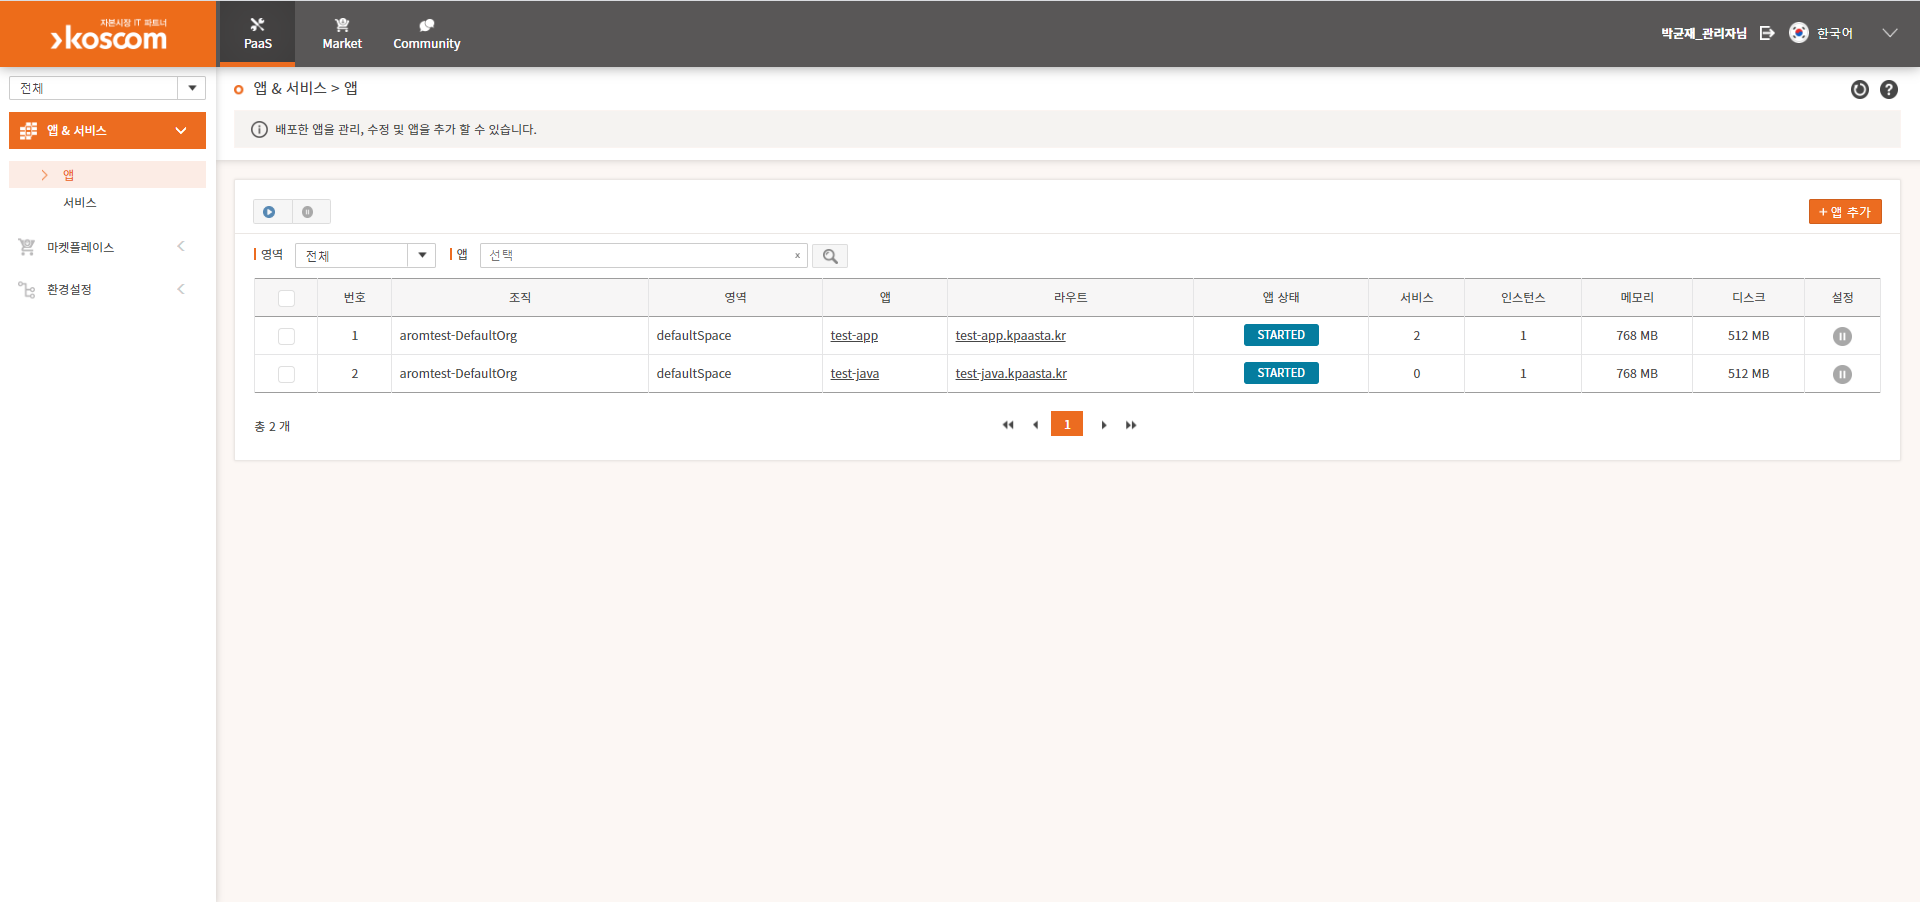 자본시장 IT 파트너
koscom
PaaS
Market
Community
박군재_관리자님
한국어
전체
앱 & 서비스
앱
서비스
마켓플레이스
환경설정
앱 & 서비스 > 앱
배포한 앱을 관리, 수정 및 앱을 추가 할 수 있습니다.
+ 앱 추가
영역 전체 앱 선택 x
번호 조직 영역 앱 라우트 앱 상태 서비스 인스턴스 메모리 디스크 설정
1 aromtest-DefaultOrg defaultSpace test-app test-app.kpaasta.kr STARTED 2 1 768 MB 512 MB
2 aromtest-DefaultOrg defaultSpace test-java test-java.kpaasta.kr STARTED 0 1 768 MB 512 MB
총 2 개
1